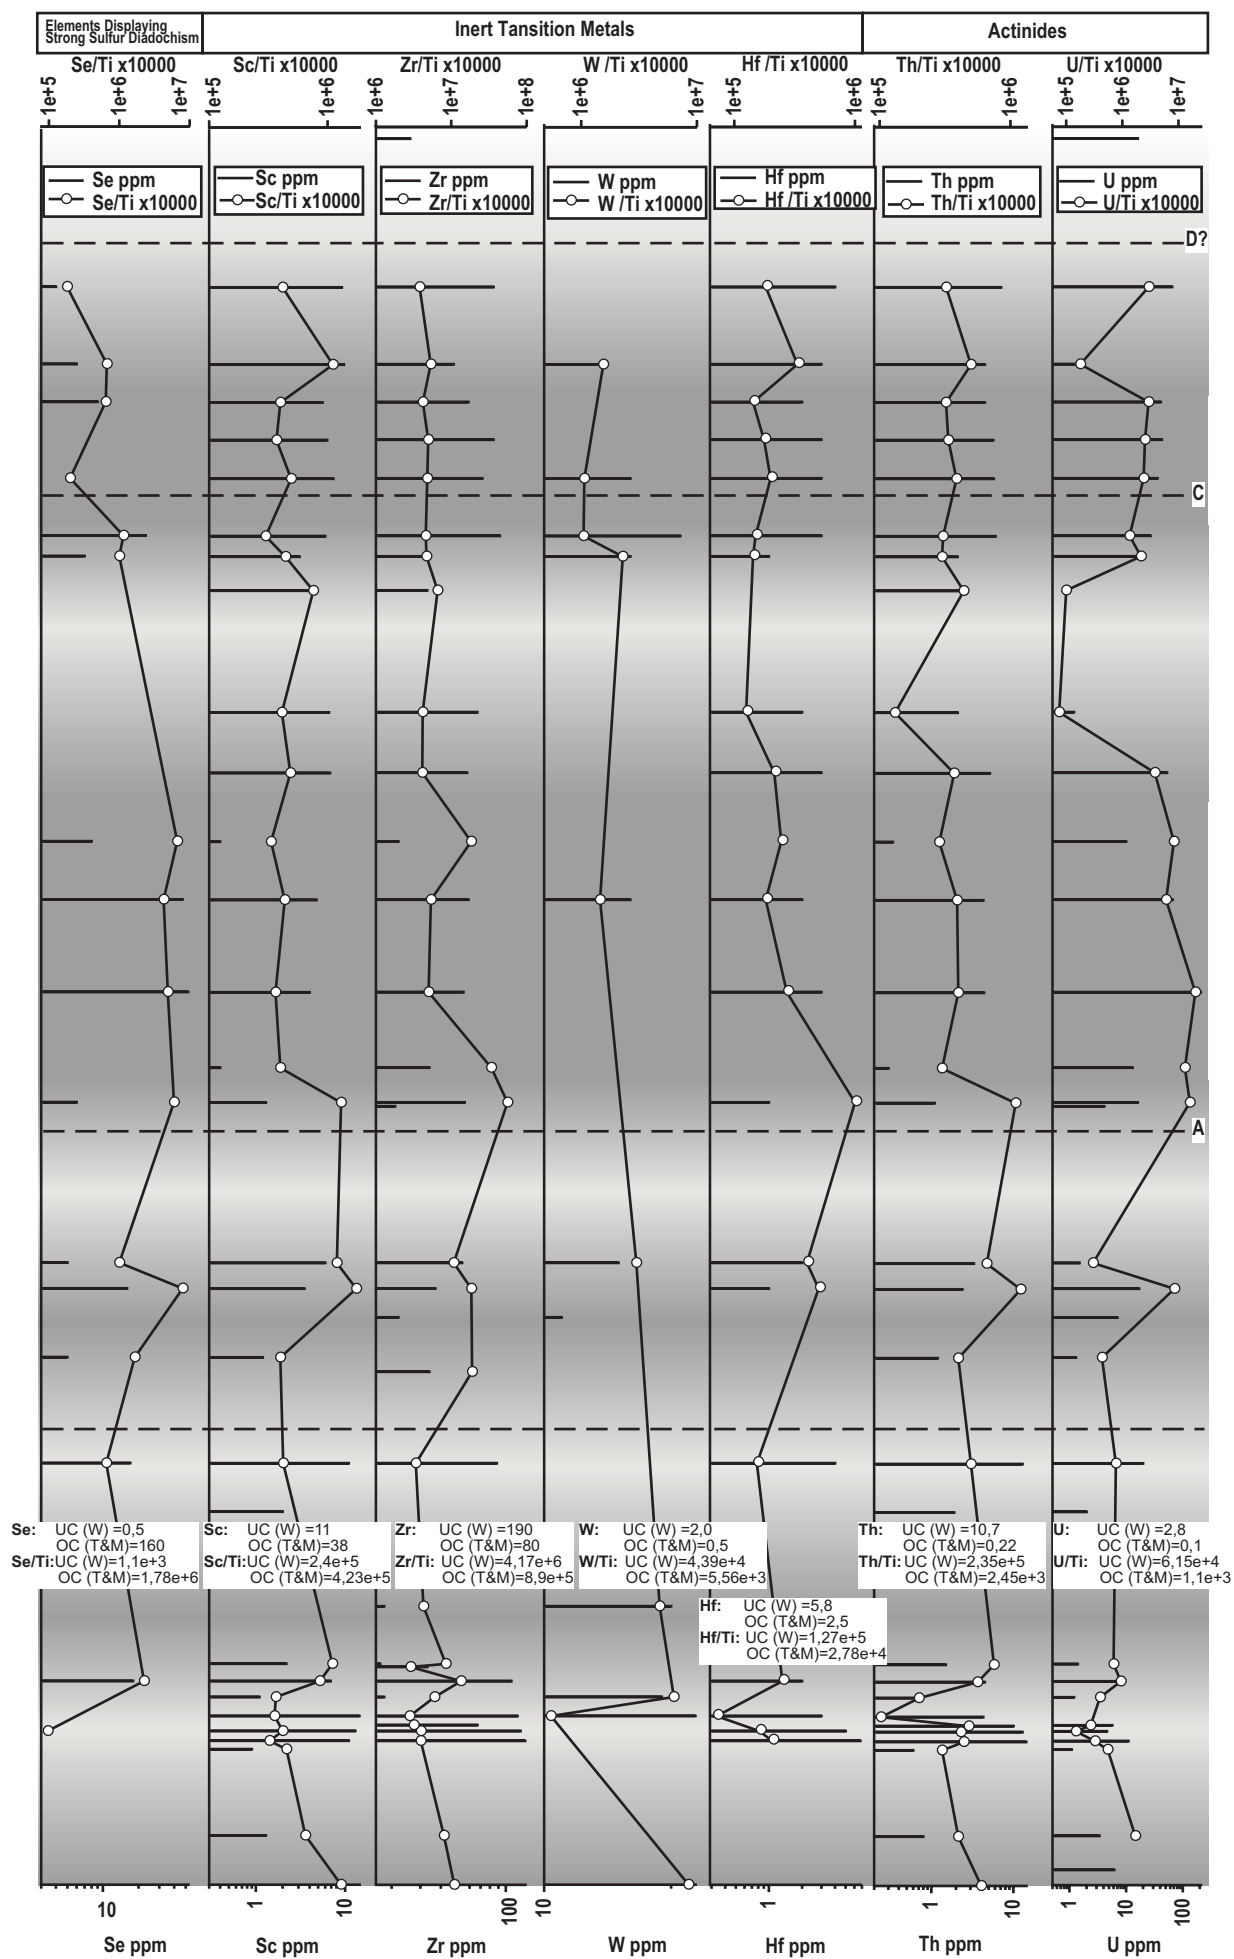 Elements Displaying
Strong Sulfur Diadochism
Inert Tansition Metals
Actinides
Se/Ti x10000
Sc/Ti x10000
Zr/Ti x10000
W /Ti x10000
Hf /Ti x10000
Th/Ti x10000
U/Ti x10000
1e+5 1e+6 1e+7
1e+5 1e+6
1e+6 1e+7 1e+8
1e+6 1e+7
1e+5 1e+6
1e+5 1e+6
1e+5 1e+6 1e+7
Se ppm
Se/Ti x10000
Sc ppm
Sc/Ti x10000
Zr ppm
Zr/Ti x10000
W ppm
W /Ti x10000
Hf ppm
Hf /Ti x10000
Th ppm
Th/Ti x10000
U ppm
U/Ti x10000
D?
C
A
Se: UC (W) =0,5
OC (T&M) =160
Se/Ti:UC (W)=1,1e+3
OC (T&M)=1,78e+6
Sc: UC (W) =11
OC (T&M)=38
Sc/Ti:UC (W)=2,4e+5
OC (T&M)=4,23e+5
Zr: UC (W) =190
OC (T&M)=80
Zr/Ti: UC (W)=4,17e+6
OC (T&M)=8,9e+5
W: UC (W) =2,0
OC (T&M)=0,5
W/Ti: UC (W)=4,39e+4
OC (T&M)=5,56e+3
Hf: UC (W) =5,8
OC (T&M)=2,5
Hf/Ti: UC (W)=1,27e+5
OC (T&M)=2,78e+4
Th: UC (W) =10,7
OC (T&M)=0,22
Th/Ti: UC (W)=2,35e+5
OC (T&M)=2,45e+3
U: UC (W) =2,8
OC (T&M)=0,1
U/Ti: UC (W)=6,15e+4
OC (T&M)=1,1e+3
10
1 10
100
10
1
1 10
1 10 100
Se ppm
Sc ppm
Zr ppm
W ppm
Hf ppm
Th ppm
U ppm